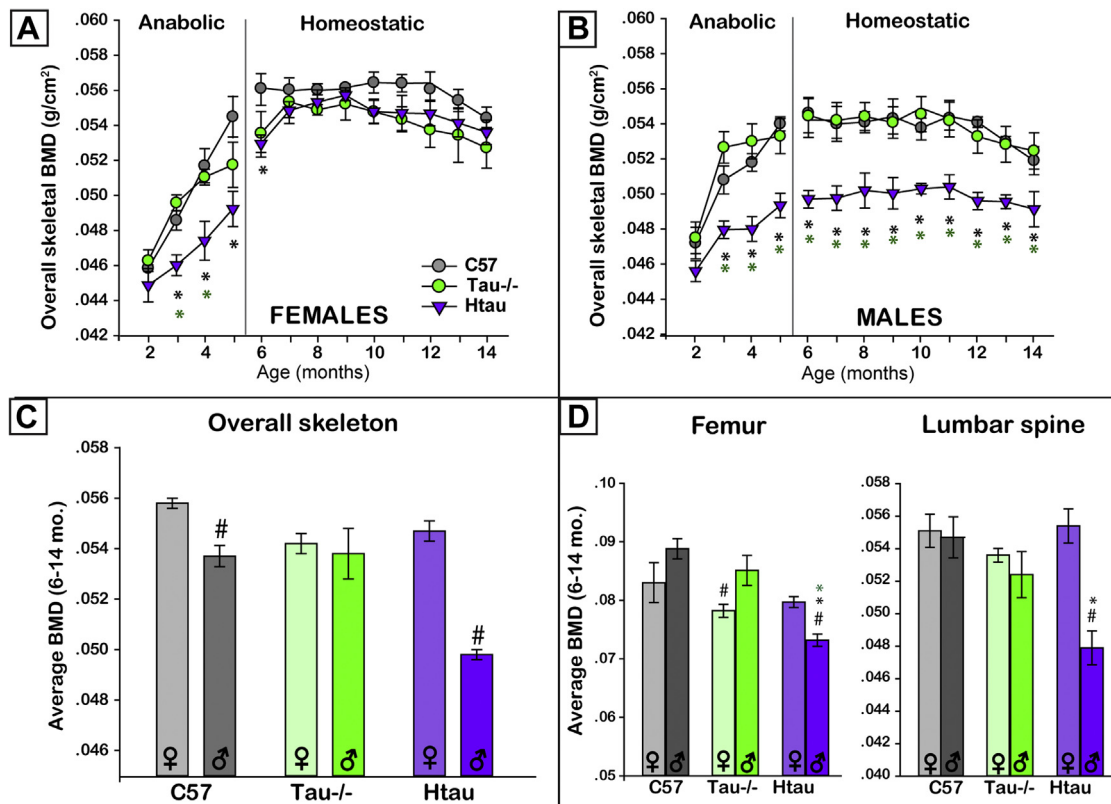 A
Anabolic
Homeostatic
Overall skeletal BMD (g/cm²)
.060
.058
.056
.054
.052
.050
.048
.046
.044
.042
*
* * * *
* *
C57
Tau-/-
Htau
FEMALES
2 4 6 8 10 12 14
Age (months)
B
Anabolic
Homeostatic
Overall skeletal BMD (g/cm²)
.060
.058
.056
.054
.052
.050
.048
.046
.044
.042
* * * * * * * * * * * *
* * * * * * * * * * * *
MALES
2 4 6 8 10 12 14
Age (months)
C
Overall skeleton
Average BMD (6-14 mo.)
.058
.056
.054
.050
.048
.046
# #
♀ ♂ ♀ ♂ ♀ ♂
C57 Tau-/- Htau
D
Femur
Average BMD (6-14 mo.)
.10
.09
.08
.07
.06
.05
#
*
*
*#
♀ ♂ ♀ ♂ ♀ ♂
C57 Tau-/- Htau
Lumbar spine
.058
.056
.054
.052
.050
.048
.046
.044
.042
.040
*
#
♀ ♂ ♀ ♂ ♀ ♂
C57 Tau-/- Htau